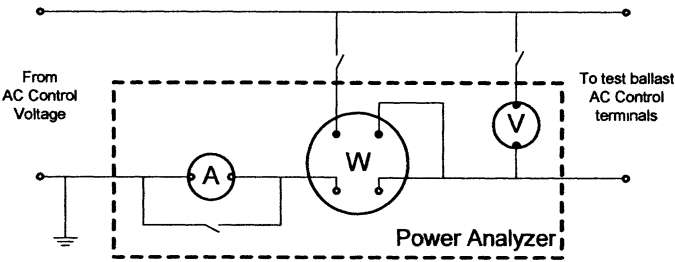 From
AC Control
Voltage
To test ballast
AC Control
terminals
A
W
V
Power Analyzer